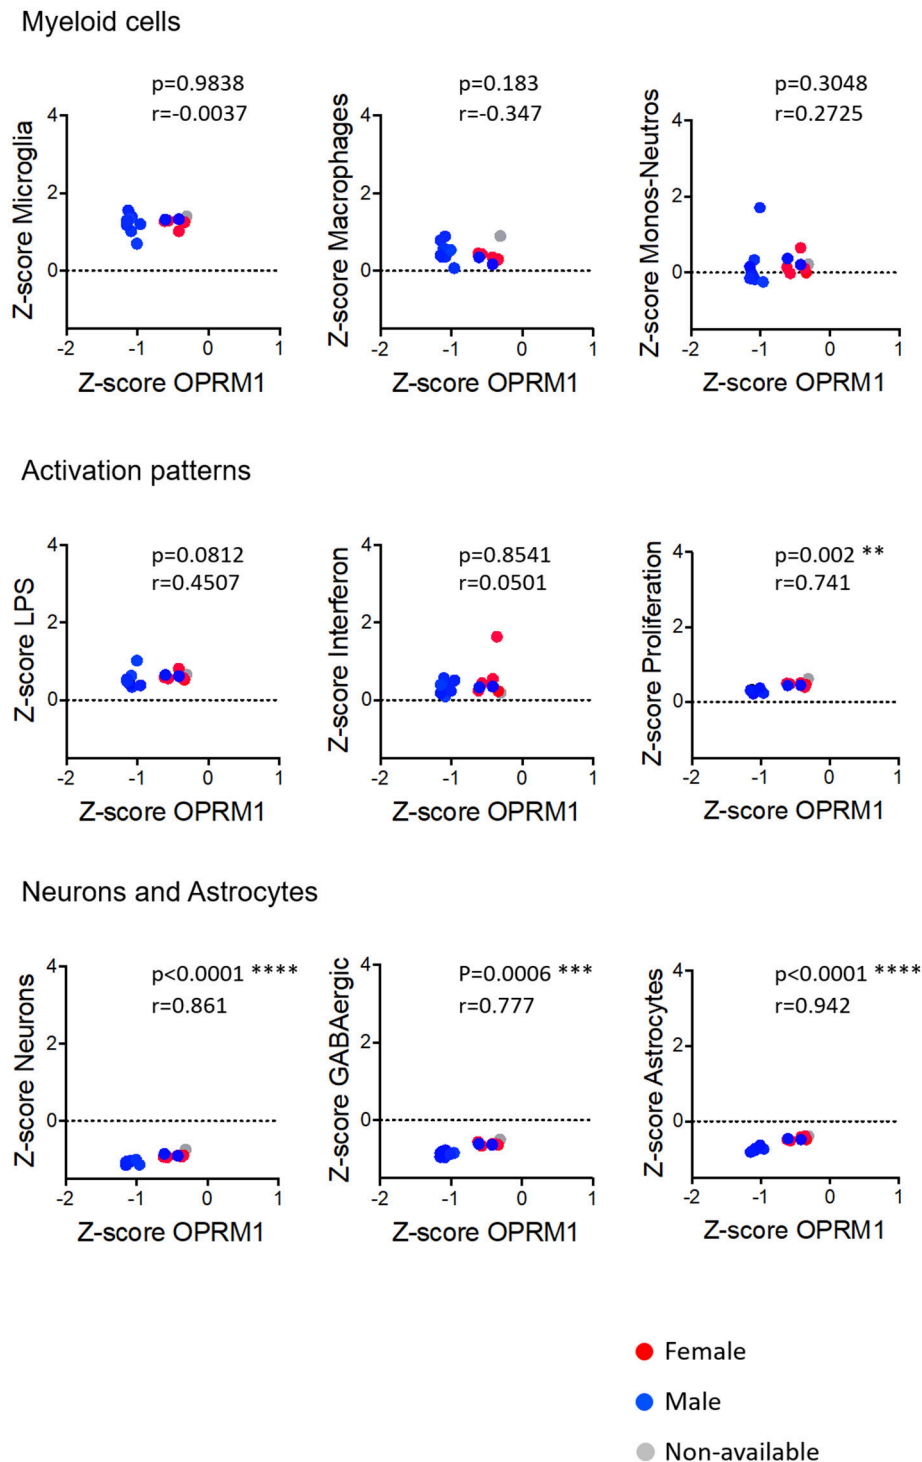 Myeloid cells
p=0.9838
r=-0.0037
Z-score Microglia
4
2
0
-2 -1 0 1
Z-score OPRM1
p=0.183
r=-0.347
Z-score Macrophages
4
2
0
-2 -1 0 1
Z-score OPRM1
p=0.3048
r=0.2725
Z-score Monos-Neutros
4
2
0
-2 -1 0 1
Z-score OPRM1
Activation patterns
p=0.0812
r=0.4507
Z-score LPS
4
2
0
-2 -1 0 1
Z-score OPRM1
p=0.8541
r=0.0501
Z-score Interferon
4
2
0
-2 -1 0 1
Z-score OPRM1
p=0.002 **
r=0.741
Z-score Proliferation
4
2
0
-2 -1 0 1
Z-score OPRM1
Neurons and Astrocytes
p<0.0001 ****
r=0.861
Z-score Neurons
4
2
0
-2 -1 0 1
Z-score OPRM1
P=0.0006 ***
r=0.777
Z-score GABAergic
4
2
0
-2 -1 0 1
Z-score OPRM1
p<0.0001 ****
r=0.942
Z-score Astrocytes
4
2
0
-2 -1 0 1
Z-score OPRM1
Female
Male
Non-available